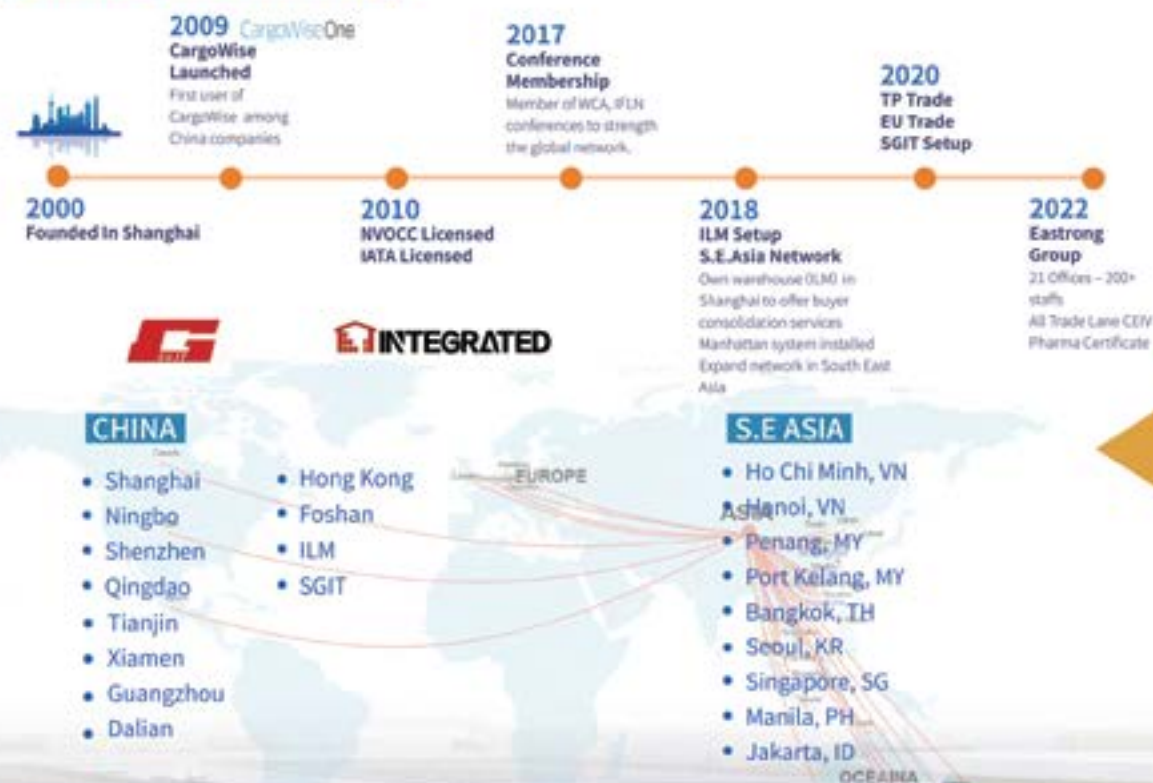 2009 CargoWiseOne
CargoWise
Launched
First user of
CargoWise among
China companies
2017
Conference
Membership
Member of WCA, IFLN
conferences to strength
the global network.
2020
TP Trade
EU Trade
SGIT Setup
2000
Founded In Shanghai
2010
NVOCC Licensed
IATA Licensed
2018
ILM Setup
S.E.Asia Network
Own warehouse (ILM) in
Shanghai to offer buyer
consolidation services
Manhattan system installed
Expand network in South East
Asia
2022
Eastrong
Group
21 Offices – 200+
staffs
All Trade Lane CEIV
Pharma Certificate
INTEGRATED
CHINA
• Shanghai
• Ningbo
• Shenzhen
• Qingdao
• Tianjin
• Xiamen
• Guangzhou
• Dalian
• Hong Kong
• Foshan
• ILM
• SGIT
EUROPE
S.E ASIA
• Ho Chi Minh, VN
• Hanoi, VN
ASIA
• Penang, MY
• Port Kelang, MY
• Bangkok, TH
• Seoul, KR
• Singapore, SG
• Manila, PH
• Jakarta, ID
OCEAINA